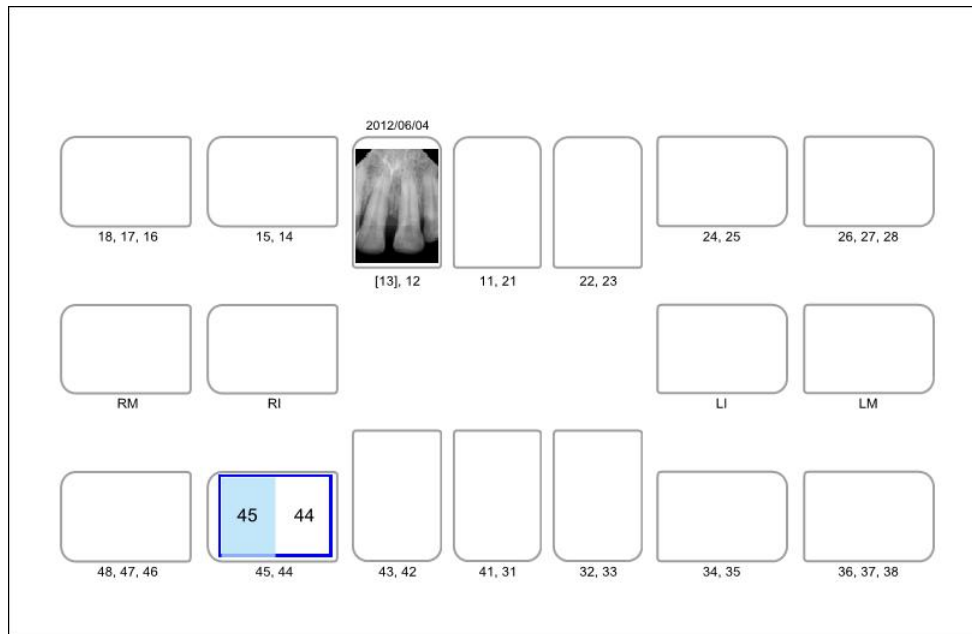 2012/06/04
18, 17, 16
15, 14
[13], 12
11, 21
22, 23
24, 25
26, 27, 28
RM
RI
LI
LM
45
44
48, 47, 46
45, 44
43, 42
41, 31
32, 33
34, 35
36, 37, 38